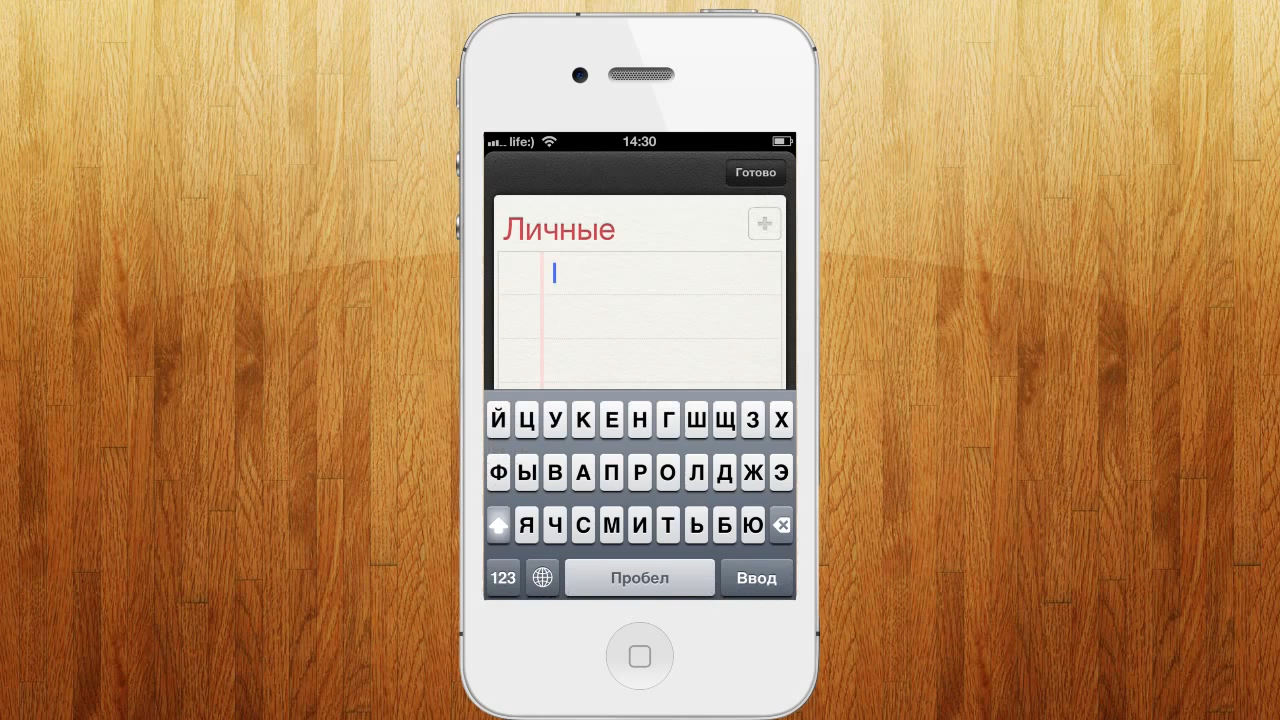 life:) 14:30
Готово
Личные
Й Ц У К Е Н Г Ш Щ З Х
Ф Ы В А П Р О Л Д Ж Э
Я Ч С М И Т Ь Б Ю
123 Пробел Ввод